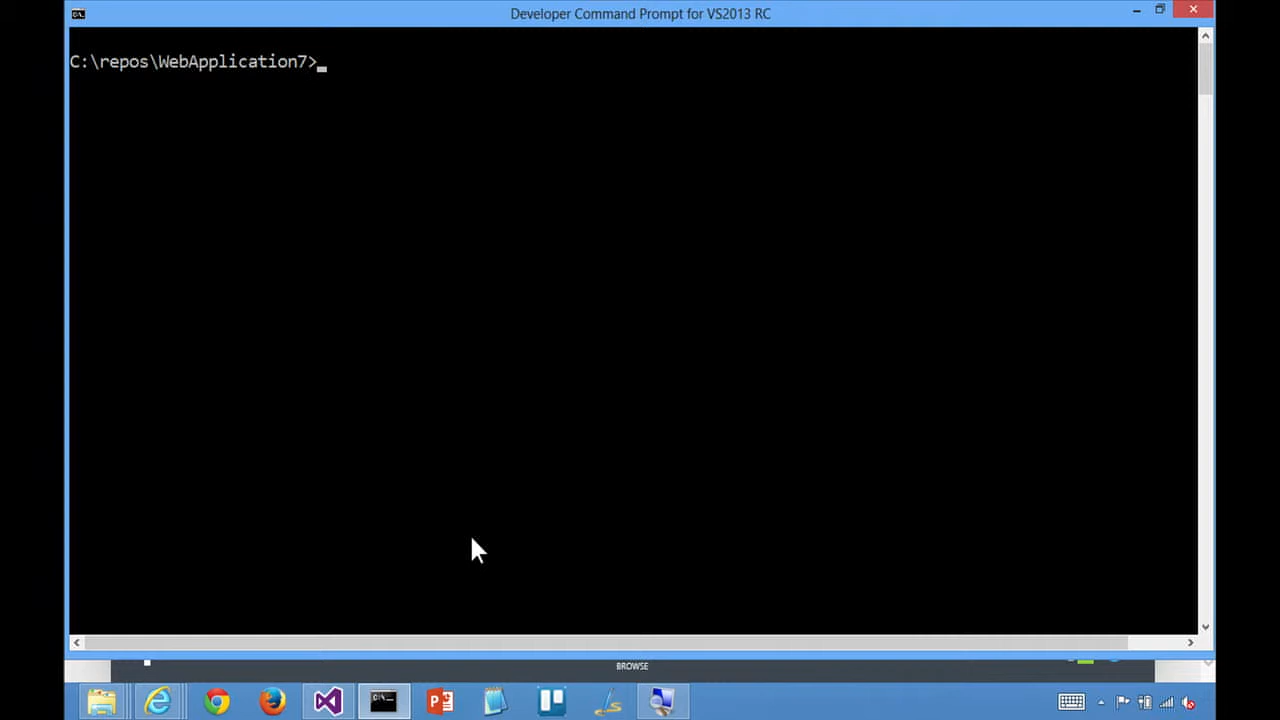 Developer Command Prompt for VS2013 RC
C:\repos\WebApplication7>
BROWSE